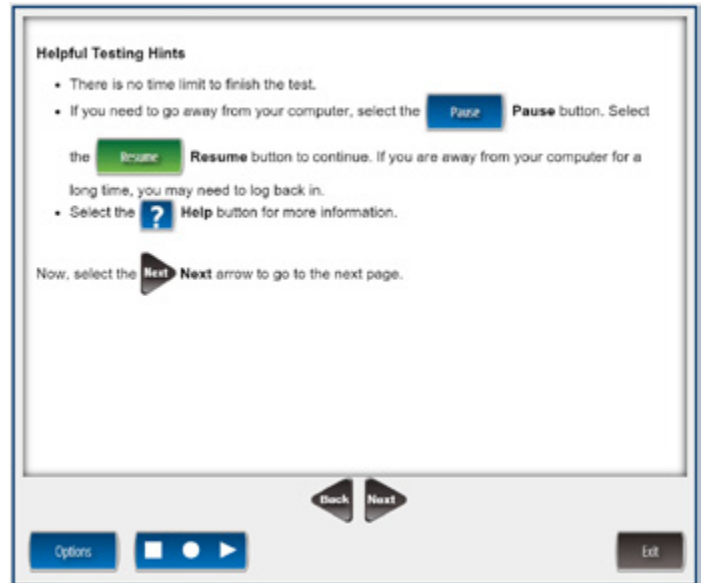 Helpful Testing Hints
• There is no time limit to finish the test.
• If you need to go away from your computer, select the Pause Pause button. Select
the Resume Resume button to continue. If you are away from your computer for a
long time, you may need to log back in.
• Select the ? Help button for more information.
Now, select the Next Next arrow to go to the next page.
Back Next
Options Exit